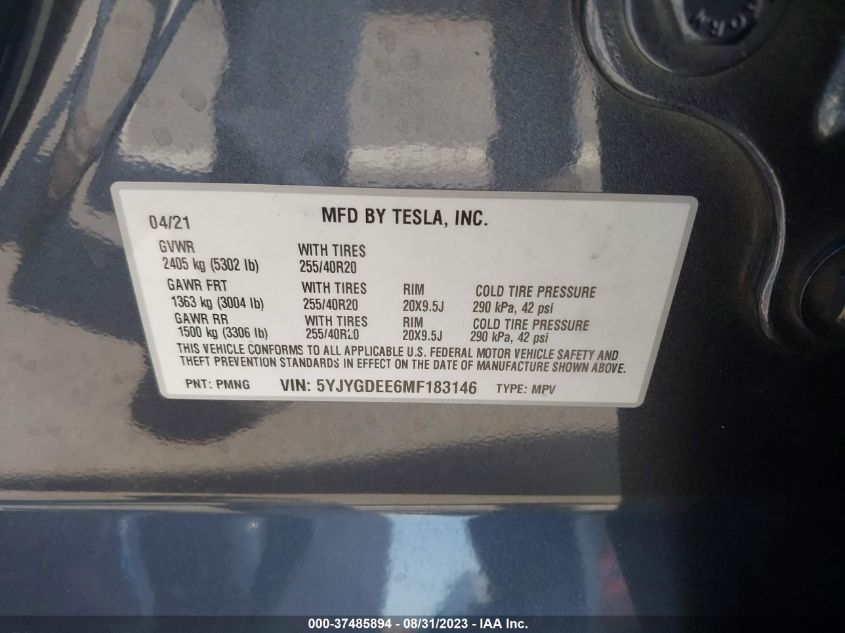 ORM
04/21 MFD BY TESLA, INC.
GVWR WITH TIRES
2405 kg (5302 lb) 255/40R20
GAWR FRT WITH TIRES RIM COLD TIRE PRESSURE
1363 kg (3004 lb) 255/40R20 20X9.5J 290 kPa, 42 psi
GAWR RR WITH TIRES RIM COLD TIRE PRESSURE
1500 kg (3306 lb) 255/40R20 20X9.5J 290 kPa, 42 psi
THIS VEHICLE CONFORMS TO ALL APPLICABLE U.S. FEDERAL MOTOR VEHICLE SAFETY AND
THEFT PREVENTION STANDARDS IN EFFECT ON THE DATE OF MANUFACTURE SHOWN ABOVE.
PNT: PMNG VIN: 5YJYGDEE6MF183146 TYPE: MPV
000-37485894 - 08/31/2023 - IAA Inc.